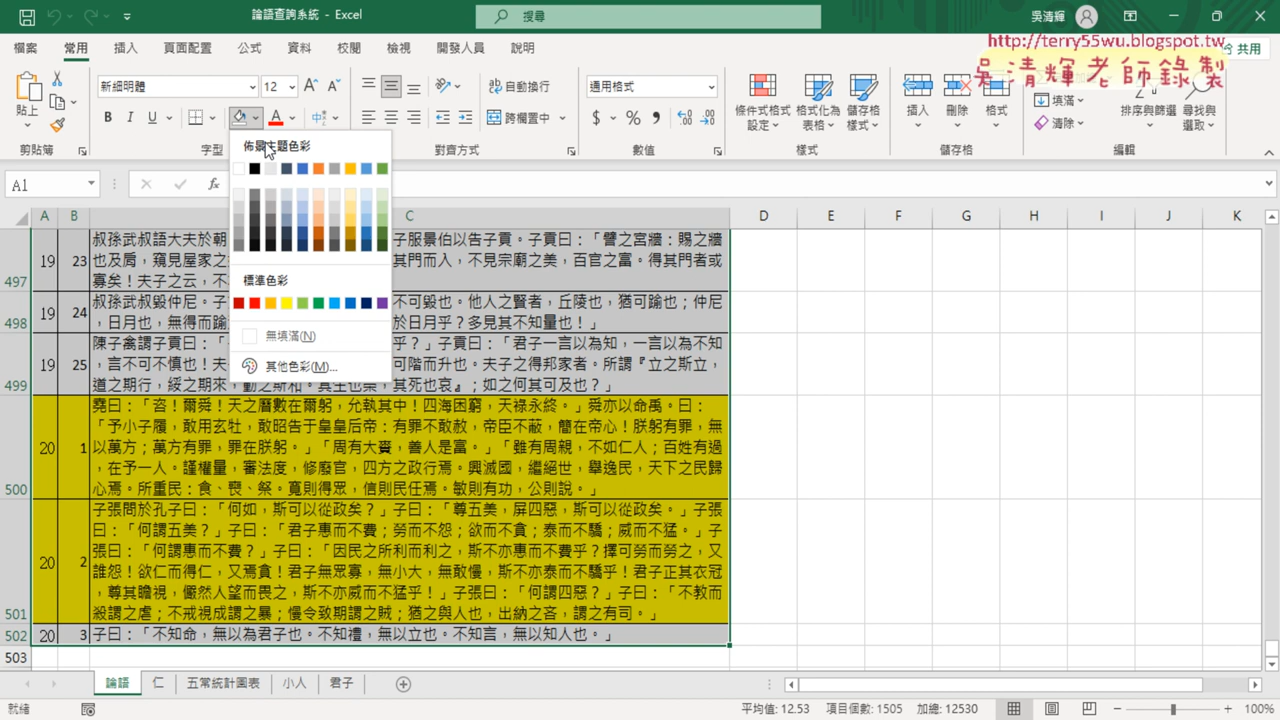 論語查詢系統 - Excel
搜尋
吳清輝
http://terry55wu.blogspot.tw
吳清輝老師錄製
檔案 常用 插入 頁面配置 公式 資料 校閱 檢視 開發人員 說明
共用
新細明體 12
自動換行
通用格式
貼上
B I U
跨欄置中
條件式格式設定 格式化為表格 儲存格樣式
插入 刪除 格式
填滿
清除
排序與篩選 尋找與選取
剪貼簿 字型 對齊方式 數值 樣式 儲存格 編輯
A1
佈景主題色彩
標準色彩
無填滿(N)
其他色彩(M)...
A B C D E F G H I J K
497 19 23 叔孫武叔語大夫於朝 子服景伯以告子貢。子貢曰:「譬之宮牆:賜之牆
也及肩,窺見屋家之 其門而入,不見宗廟之美,百官之富。得其門者或
寡矣!夫子之云,不
498 19 24 叔孫武叔毀仲尼。子 不可毀也。他人之賢者,丘陵也,猶可踰也;仲尼
,日月也,無得而踰 於日月乎?多見其不知量也!」
499 19 25 陳子禽謂子貢曰:「 乎?」子貢曰:「君子一言以為知,一言以為不知
,言不可不慎也!夫 可階而升也。夫子之得邦家者。所謂『立之斯立,
道之期行,綏之期來,動之斯和。其生也榮,其死也哀』;如之何其可及也?」
500 20 1 堯曰:「咨!爾舜!天之曆數在爾躬,允執其中!四海困窮,天祿永終。」舜亦以命禹。曰:
「予小子履,敢用玄牡,敢昭告于皇皇后帝:有罪不敢赦,帝臣不蔽,簡在帝心!朕躬有罪,無
以萬方;萬方有罪,罪在朕躬。」「周有大賚,善人是富。」「雖有周親,不如仁人;百姓有過
,在予一人。謹權量,審法度,修廢官,四方之政行焉。興滅國,繼絕世,舉逸民,天下之民歸
心焉。所重民:食、喪、祭。寬則得眾,信則民任焉。敏則有功,公則說。」
501 20 2 子張問於孔子曰:「何如,斯可以從政矣?」子曰:「尊五美,屏四惡,斯可以從政矣。」子張
曰:「何謂五美?」子曰:「君子惠而不費;勞而不怨;欲而不貪;泰而不驕;威而不猛。」子
張曰:「何謂惠而不費?」子曰:「因民之所利而利之,斯不亦惠而不費乎?擇可勞而勞之,又
誰怨!欲仁而得仁,又焉貪!君子無眾寡,無小大,無敢慢,斯不亦泰而不驕乎!君子正其衣冠
,尊其瞻視,儼然人望而畏之,斯不亦威而不猛乎!」子張曰:「何謂四惡?」子曰:「不教而
殺謂之虐;不戒視成謂之暴;慢令致期謂之賊;猶之與人也,出納之吝,謂之有司。」
502 20 3 子曰:「不知命,無以為君子也。不知禮,無以立也。不知言,無以知人也。」
503
論語 仁 五常統計圖表 小人 君子
就緒
平均值: 12.53 項目個數: 1505 加總: 12530
100%